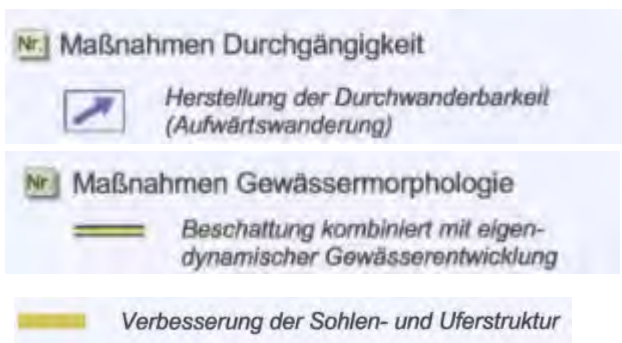 Nr. Maßnahmen Durchgängigkeit
Herstellung der Durchwanderbarkeit
(Aufwärtswanderung)
Nr. Maßnahmen Gewässermorphologie
Beschattung kombiniert mit eigen-
dynamischer Gewässerentwicklung
Verbesserung der Sohlen- und Uferstruktur